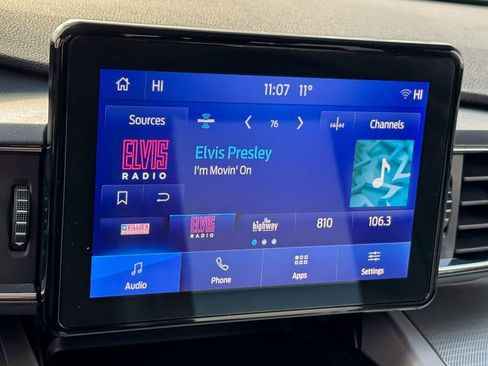 HI 11:07 11° HI
Sources SiriusXM 76 Channels
ELVIS RADIO Elvis Presley
I'm Movin' On
ELVIS RADIO the highway 810 106.3
Audio Phone Apps Settings